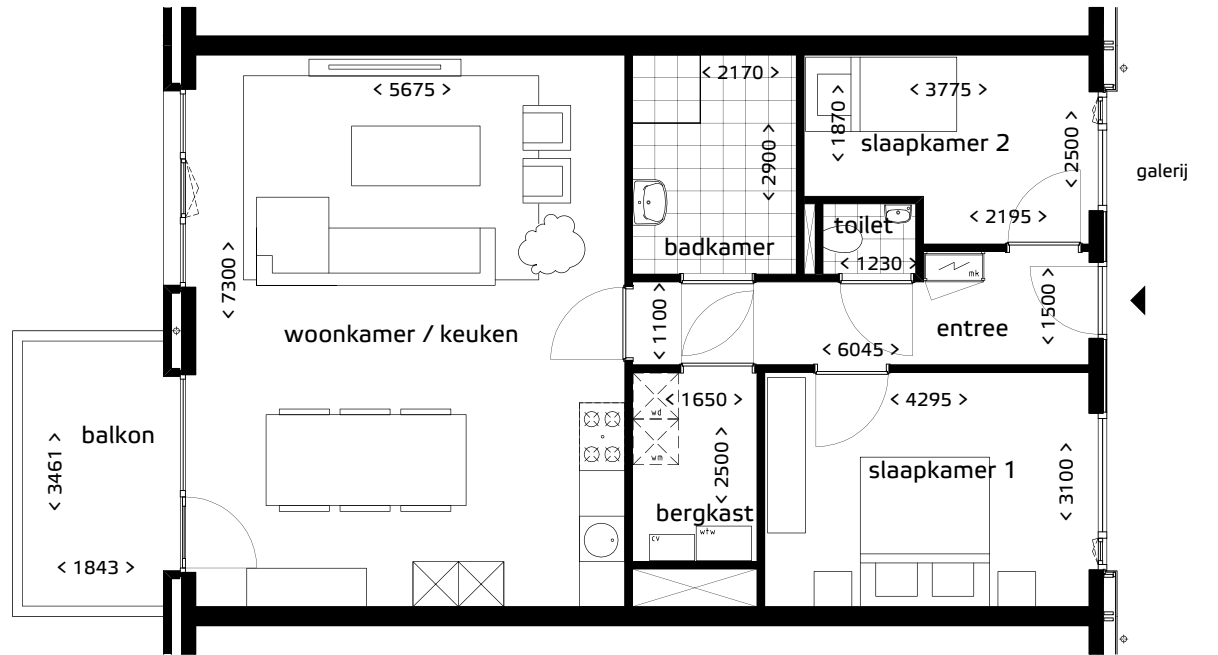 < 5675 >
< 2170 >
< 3775 >
< 1870 >
slaapkamer 2
< 2500 >
< 2900 >
galerij
< 2195 >
toilet
badkamer
< 1230 >
mk
< 7300 >
< 1100 >
< 1500 >
woonkamer / keuken
entree
< 6045 >
< 1650 >
wd
< 4295 >
balkon
< 3461 >
wm
< 2500 >
slaapkamer 1
< 3100 >
bergkast
cv
wtw
< 1843 >